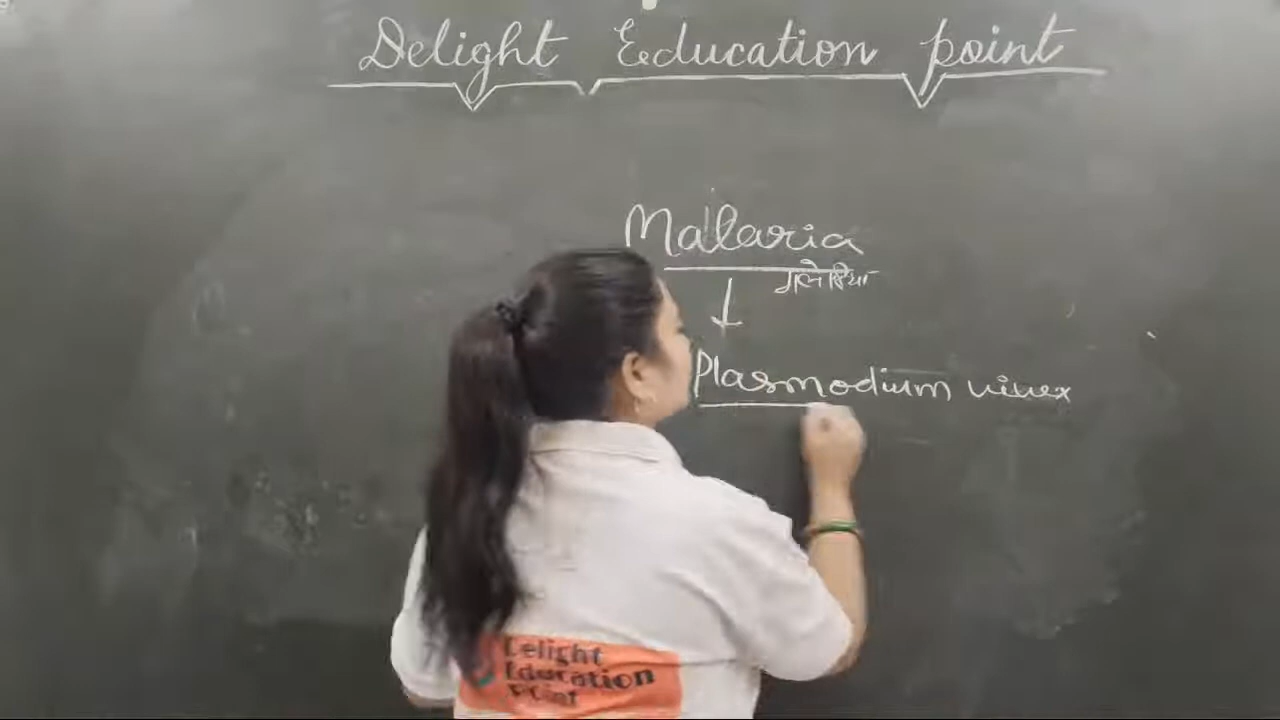 Delight Education point
Malaria
मलेरिया
Plasmodium vivex
Delight
Education
Point